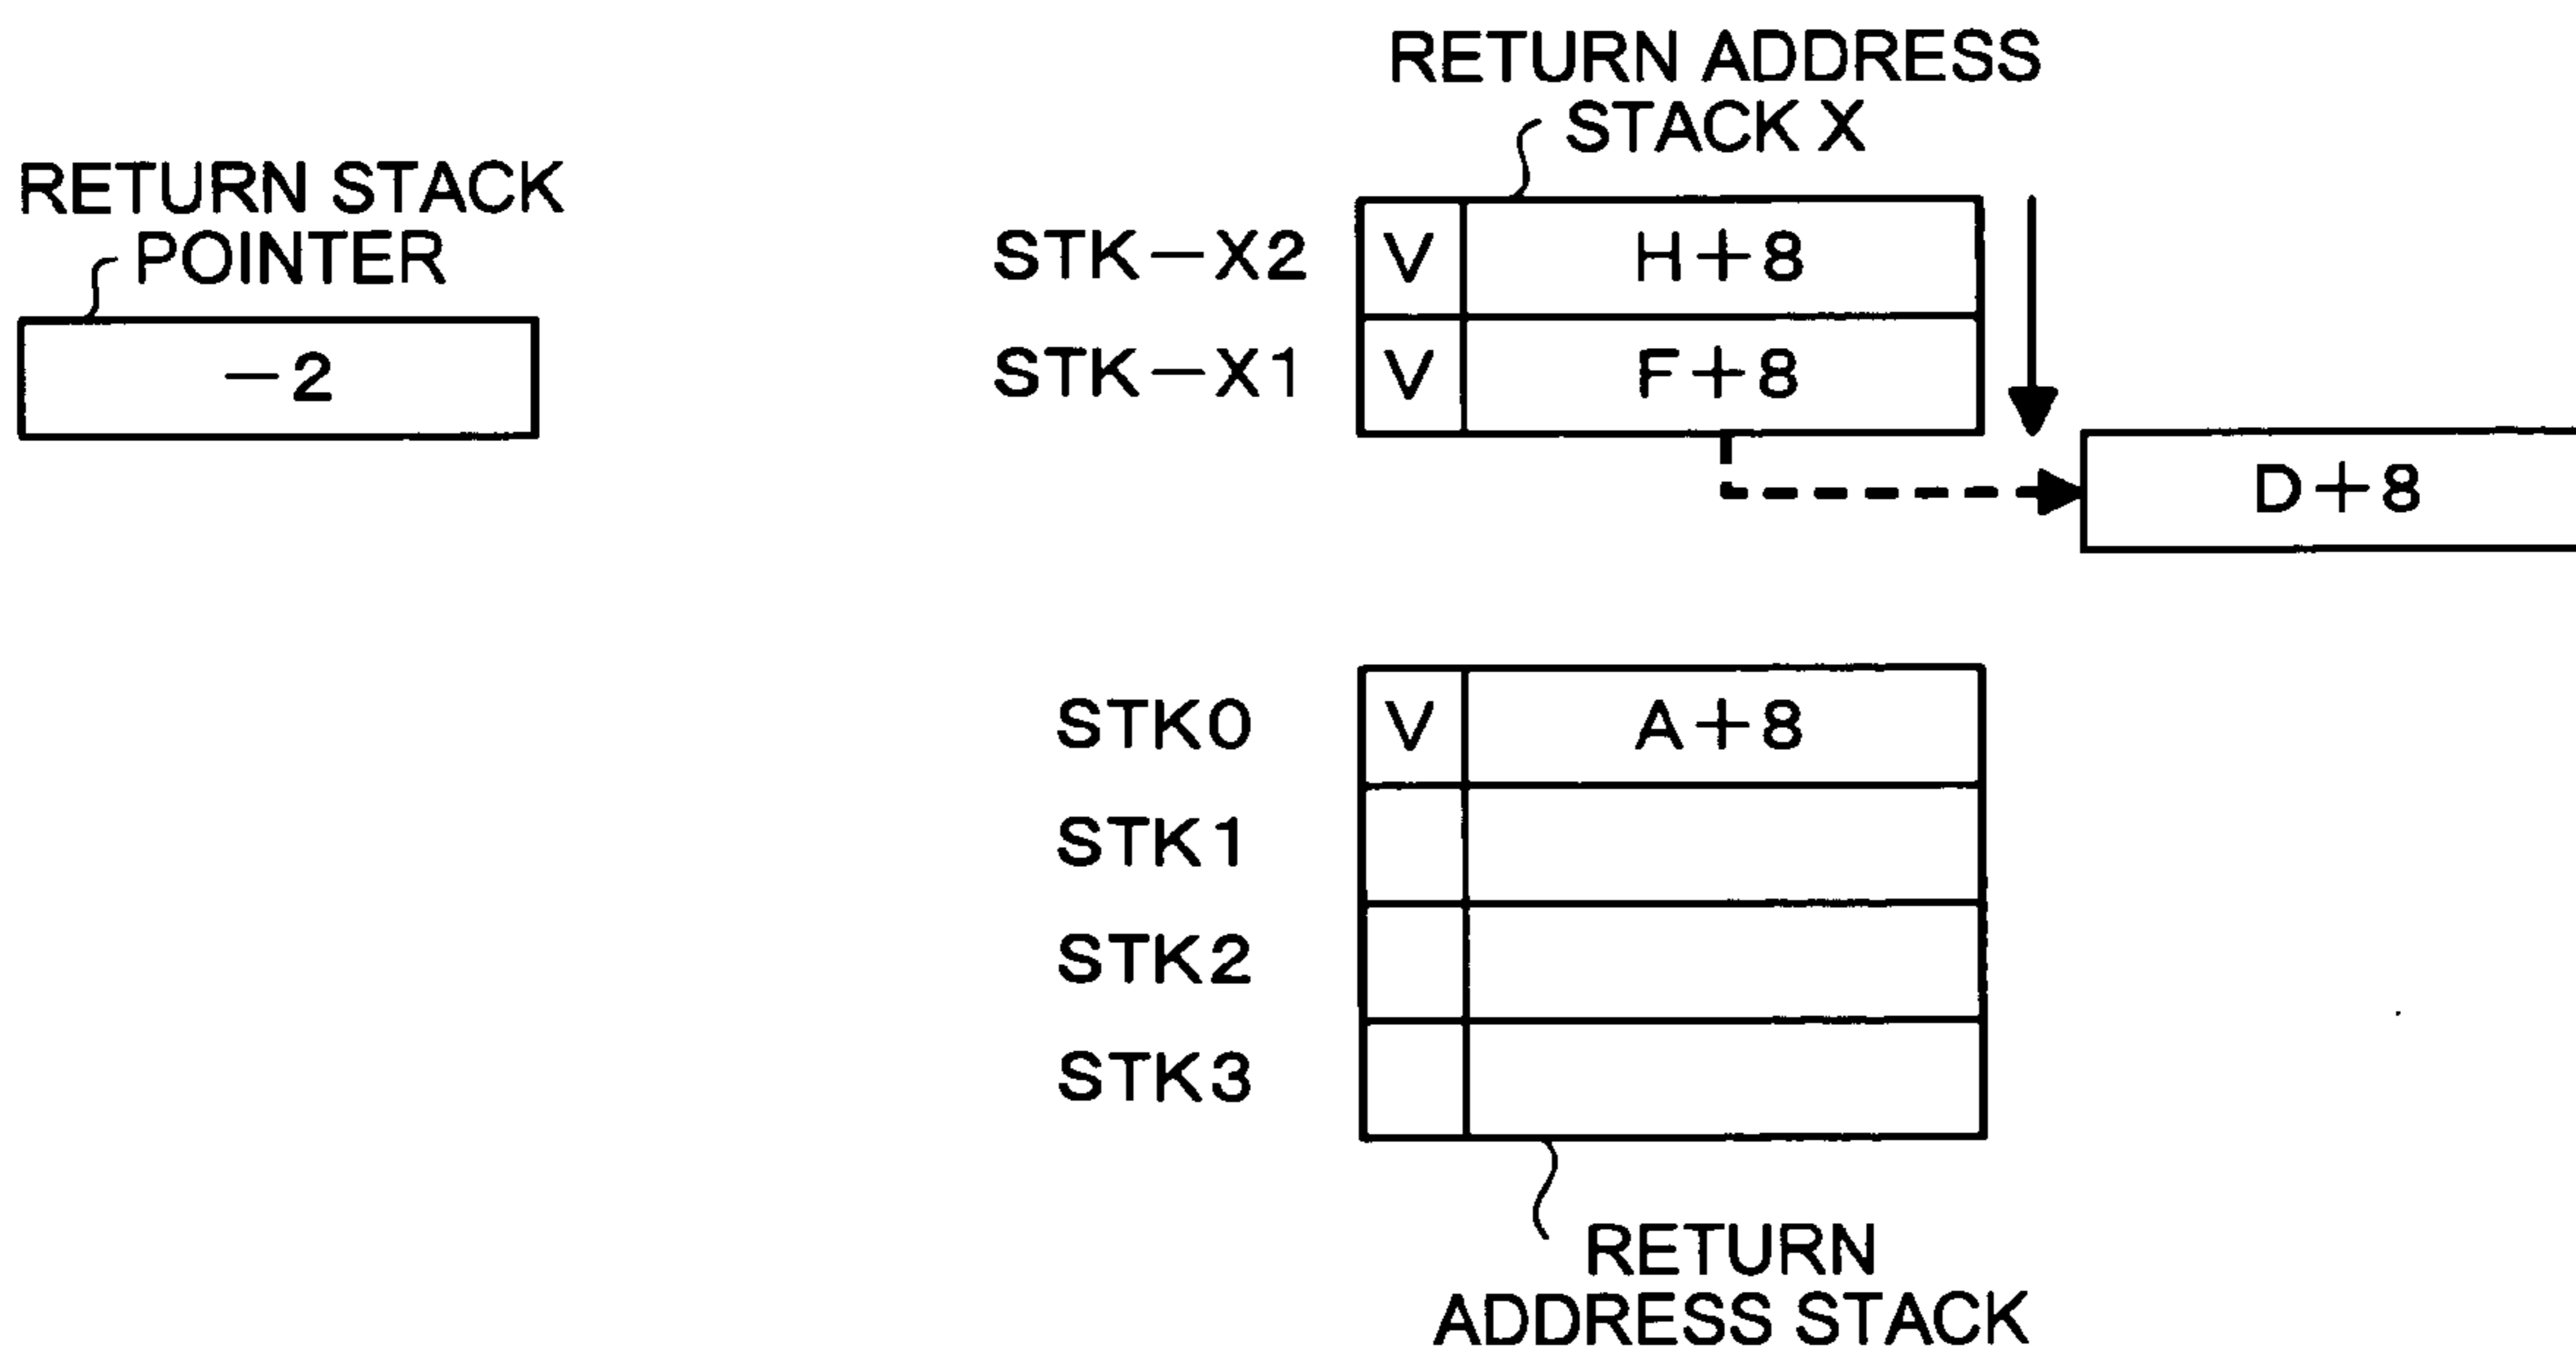 RETURN STACK
POINTER
−2
RETURN ADDRESS
STACK X
STK−X2 V H+8
STK−X1 V F+8
D+8
STK0 V A+8
STK1
STK2
STK3
RETURN
ADDRESS STACK